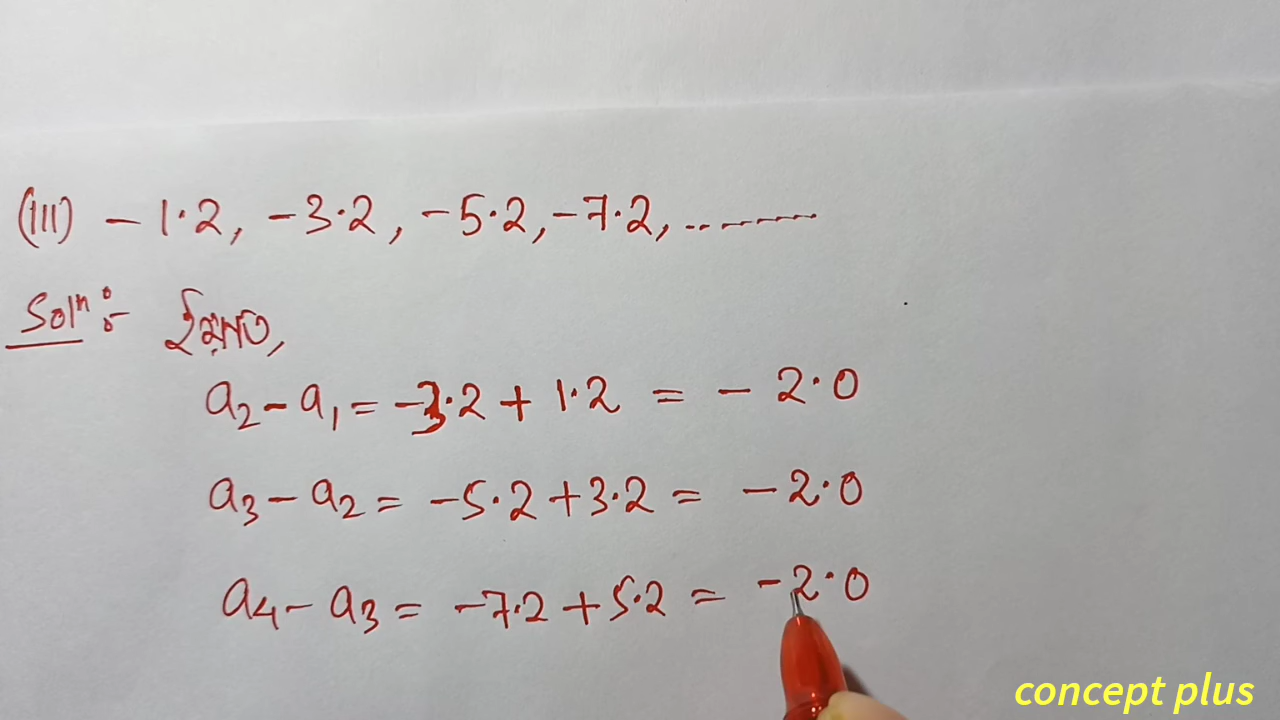 (iii) - 1·2, -3·2, -5·2, -7·2, ..--------
Solⁿ :- ইয়াত,
a₂ - a₁ = -3·2 + 1·2 = - 2·0
a₃ - a₂ = -5·2 + 3·2 = - 2·0
a₄ - a₃ = -7·2 + 5·2 = -2·0
concept plus